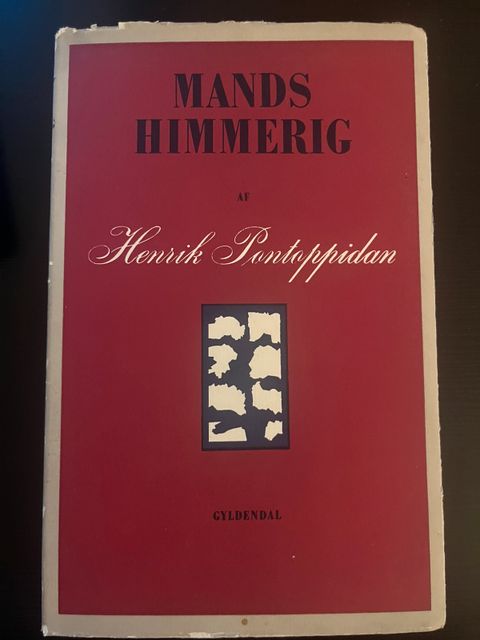 MANDS
HIMMERIG
AF
Henrik Pontoppidan
GYLDENDAL